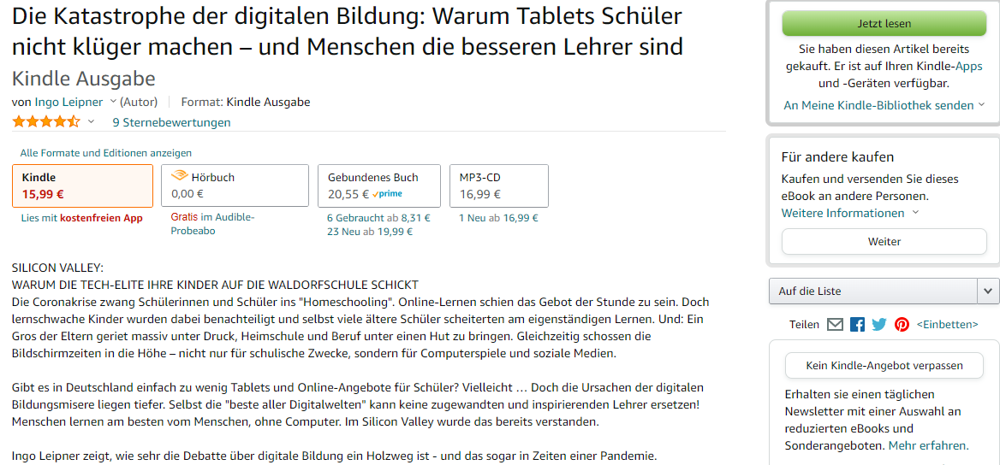 Die Katastrophe der digitalen Bildung: Warum Tablets Schüler
nicht klüger machen – und Menschen die besseren Lehrer sind
Kindle Ausgabe
von Ingo Leipner (Autor) Format: Kindle Ausgabe
9 Sternebewertungen
Alle Formate und Editionen anzeigen
Kindle
15,99 €
Lies mit kostenfreien App
Hörbuch
0,00 €
Gratis im Audible-
Probeabo
Gebundenes Buch
20,55 € prime
6 Gebraucht ab 8,31 €
23 Neu ab 19,99 €
MP3-CD
16,99 €
1 Neu ab 16,99 €
SILICON VALLEY:
WARUM DIE TECH-ELITE IHRE KINDER AUF DIE WALDORFSCHULE SCHICKT
Die Coronakrise zwang Schülerinnen und Schüler ins "Homeschooling". Online-Lernen schien das Gebot der Stunde zu sein. Doch
lernschwache Kinder wurden dabei benachteiligt und selbst viele ältere Schüler scheiterten am eigenständigen Lernen. Und: Ein
Gros der Eltern geriet massiv unter Druck, Heimschule und Beruf unter einen Hut zu bringen. Gleichzeitig schossen die
Bildschirmzeiten in die Höhe – nicht nur für schulische Zwecke, sondern für Computerspiele und soziale Medien.
Gibt es in Deutschland einfach zu wenig Tablets und Online-Angebote für Schüler? Vielleicht … Doch die Ursachen der digitalen
Bildungsmisere liegen tiefer. Selbst die "beste aller Digitalwelten" kann keine zugewandten und inspirierenden Lehrer ersetzen!
Menschen lernen am besten vom Menschen, ohne Computer. Im Silicon Valley wurde das bereits verstanden.
Ingo Leipner zeigt, wie sehr die Debatte über digitale Bildung ein Holzweg ist - und das sogar in Zeiten einer Pandemie.
Jetzt lesen
Sie haben diesen Artikel bereits
gekauft. Er ist auf Ihren Kindle-Apps
und -Geräten verfügbar.
An Meine Kindle-Bibliothek senden
Für andere kaufen
Kaufen und versenden Sie dieses
eBook an andere Personen.
Weitere Informationen
Weiter
Auf die Liste
Teilen <Einbetten>
Kein Kindle-Angebot verpassen
Erhalten sie einen täglichen
Newsletter mit einer Auswahl an
reduzierten eBooks und
Sonderangeboten. Mehr erfahren.